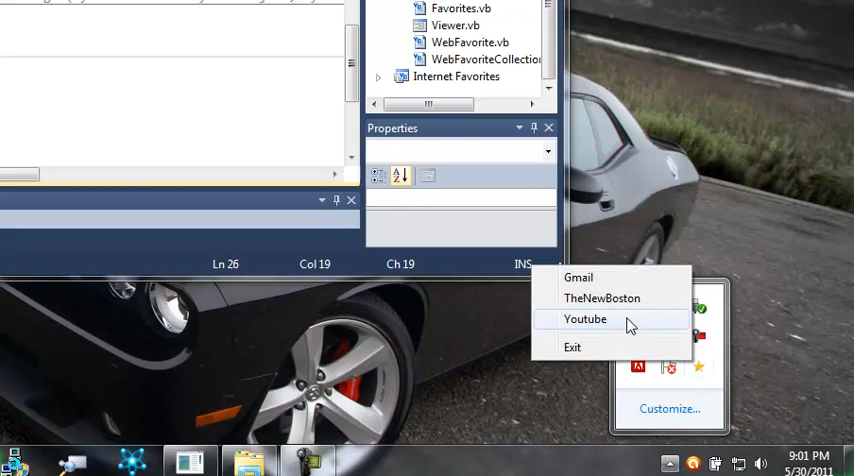 Favorites.vb
Viewer.vb
WebFavorite.vb
WebFavoriteCollection
Internet Favorites
Properties
Ln 26 Col 19 Ch 19 INS
Gmail
TheNewBoston
Youtube
Exit
Customize...
9:01 PM
5/30/2011